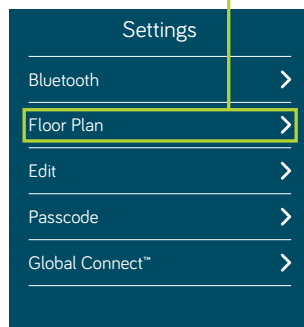 Settings
Bluetooth
Floor Plan
Edit
Passcode
Global Connect™